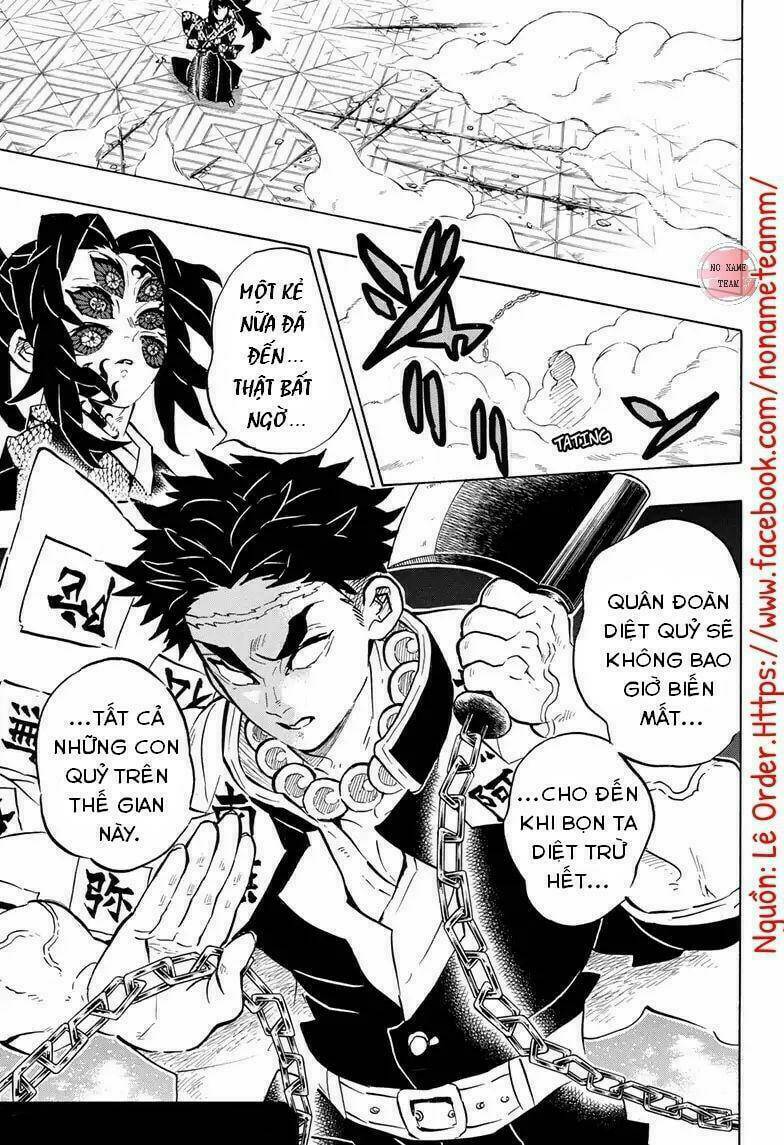 NO NAME
TEAM
MỘT KẺ
NỮA ĐÃ
ĐẾN...
THẬT BẤT
NGỜ...
TATING
QUÂN ĐOÀN
DIỆT QUỶ SẼ
KHÔNG BAO
GIỜ BIẾN
MẤT...
...CHO ĐẾN
KHI BỌN TA
DIỆT TRỪ
HẾT...
...TẤT CẢ
NHỮNG CON
QUỶ TRÊN
THẾ GIAN
NÀY.
阿
弥
Nguồn: Lê Order.Https://www.facebook.com/nonameteamm/